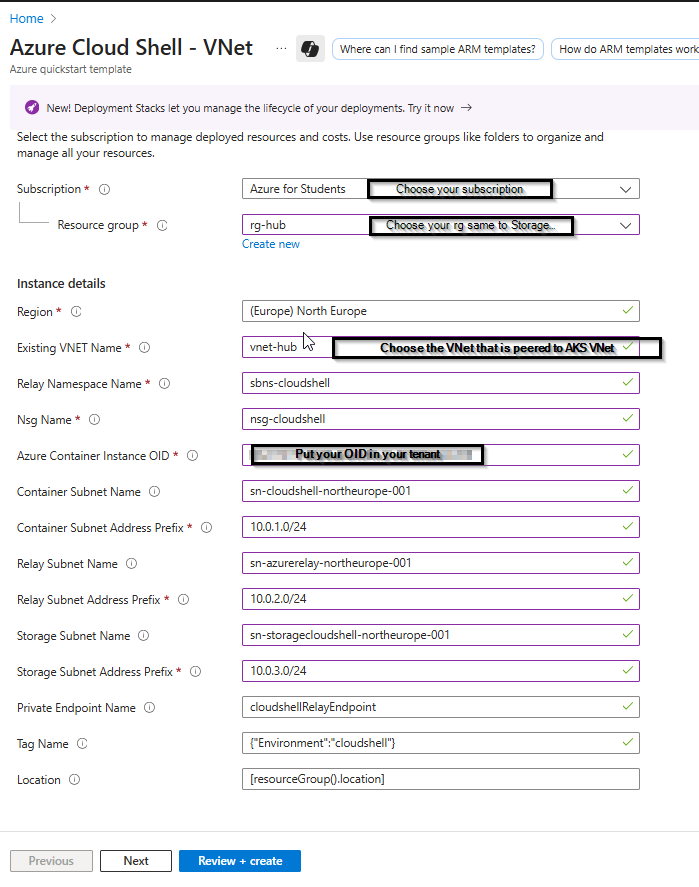 Home >
Azure Cloud Shell - VNet ... Where can I find sample ARM templates? How do ARM templates work
Azure quickstart template
New! Deployment Stacks let you manage the lifecycle of your deployments. Try it now →
Select the subscription to manage deployed resources and costs. Use resource groups like folders to organize and
manage all your resources.
Subscription * Azure for Students Choose your subscription
Resource group * rg-hub Choose your rg same to Storage...
Create new
Instance details
Region * (Europe) North Europe
Existing VNET Name * vnet-hub Choose the VNet that is peered to AKS VNet
Relay Namespace Name * sbns-cloudshell
Nsg Name * nsg-cloudshell
Azure Container Instance OID * Put your OID in your tenant
Container Subnet Name sn-cloudshell-northeurope-001
Container Subnet Address Prefix * 10.0.1.0/24
Relay Subnet Name sn-azurerelay-northeurope-001
Relay Subnet Address Prefix * 10.0.2.0/24
Storage Subnet Name sn-storagecloudshell-northeurope-001
Storage Subnet Address Prefix * 10.0.3.0/24
Private Endpoint Name cloudshellRelayEndpoint
Tag Name {"Environment":"cloudshell"}
Location [resourceGroup().location]
Previous Next Review + create